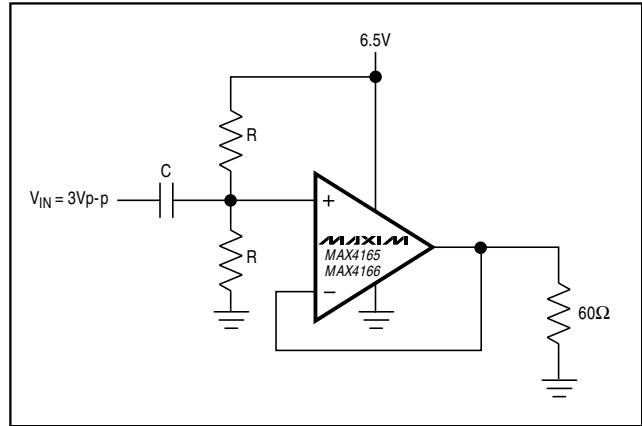 6.5V
R
C
V_IN = 3Vp-p
+
MAXIM
MAX4165
MAX4166
R
−
60Ω